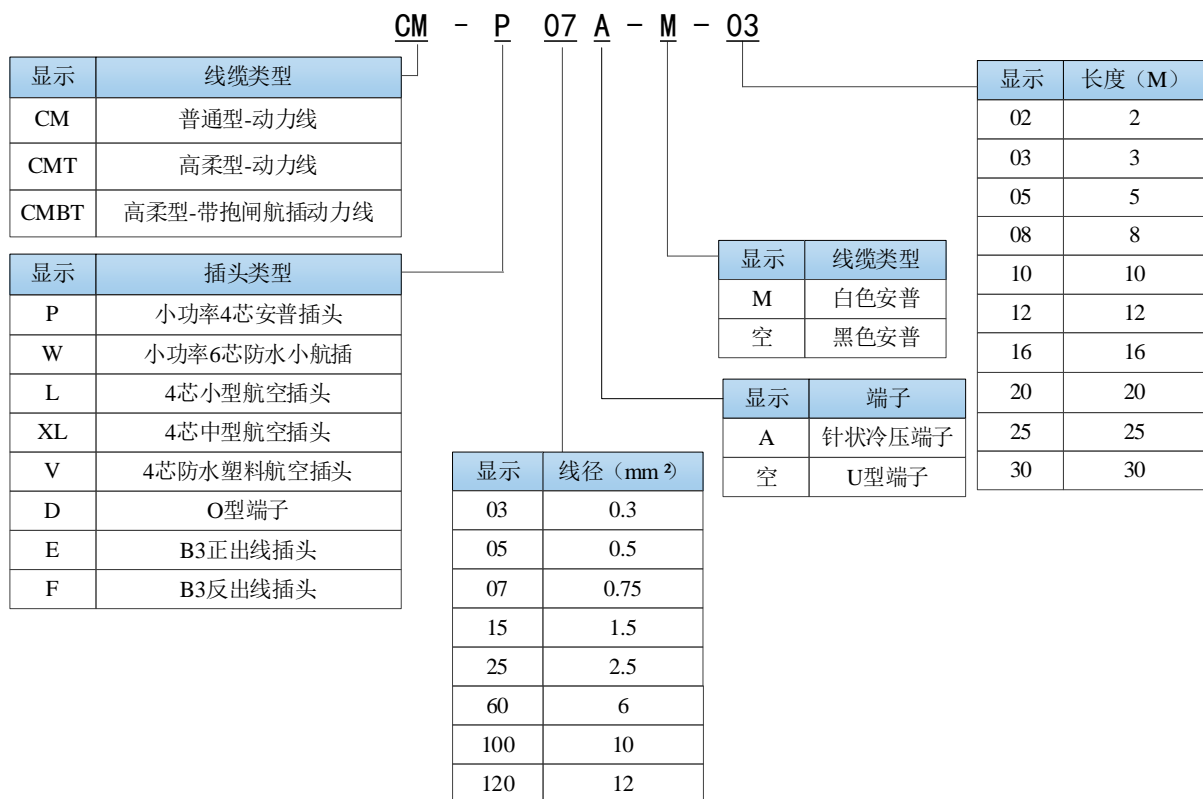 CM - P 07 A - M - 03
显示 线缆类型
CM 普通型-动力线
CMT 高柔型-动力线
CMBT 高柔型-带抱闸航插动力线
显示 插头类型
P 小功率4芯安普插头
W 小功率6芯防水小航插
L 4芯小型航空插头
XL 4芯中型航空插头
V 4芯防水塑料航空插头
D O型端子
E B3正出线插头
F B3反出线插头
显示 线径（mm²）
03 0.3
05 0.5
07 0.75
15 1.5
25 2.5
60 6
100 10
120 12
显示 端子
A 针状冷压端子
空 U型端子
显示 线缆类型
M 白色安普
空 黑色安普
显示 长度（M）
02 2
03 3
05 5
08 8
10 10
12 12
16 16
20 20
25 25
30 30